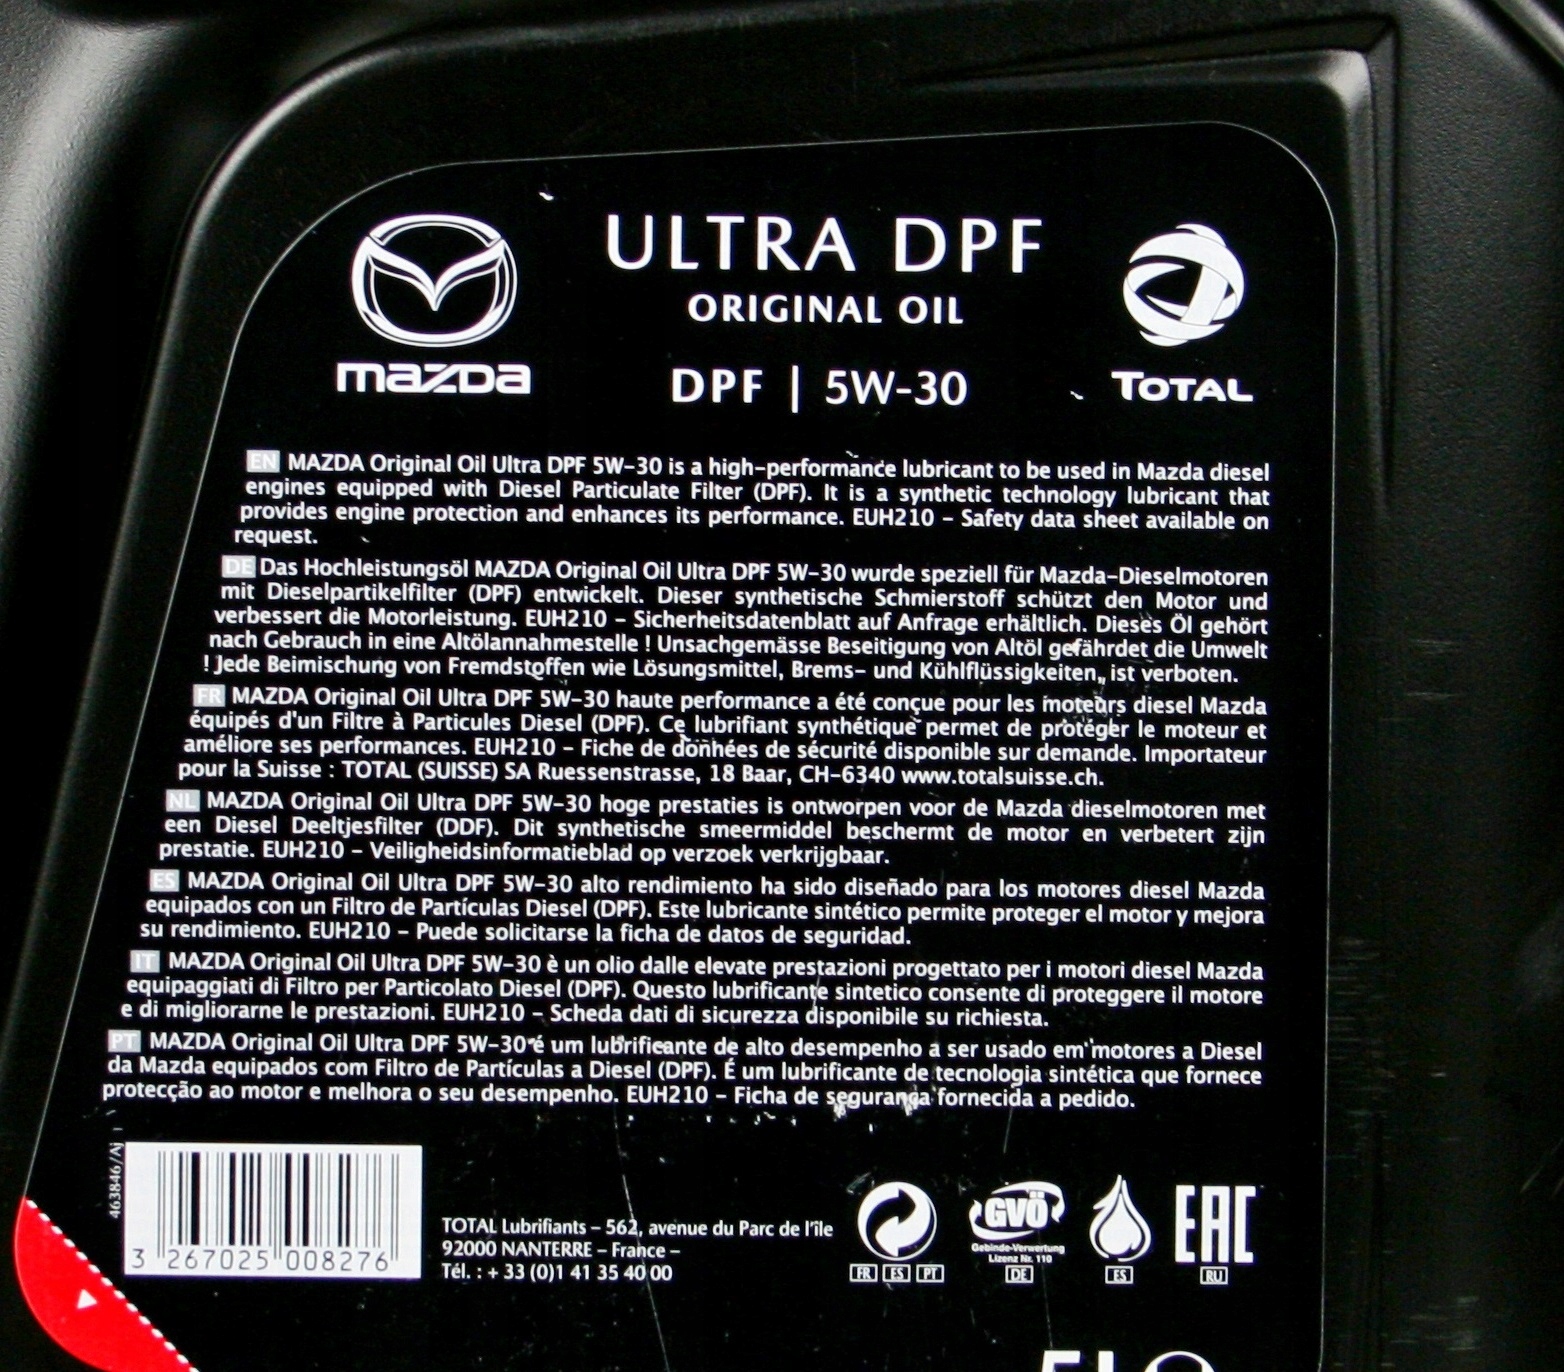 ULTRA DPF
ORIGINAL OIL
mazda
DPF | 5W-30
TOTAL
EN MAZDA Original Oil Ultra DPF 5W-30 is a high-performance lubricant to be used in Mazda diesel
engines equipped with Diesel Particulate Filter (DPF). It is a synthetic technology lubricant that
provides engine protection and enhances its performance. EUH210 - Safety data sheet available on
request.
DE Das Hochleistungsöl MAZDA Original Oil Ultra DPF 5W-30 wurde speziell für Mazda-Dieselmotoren
mit Dieselpartikelfilter (DPF) entwickelt. Dieser synthetische Schmierstoff schützt den Motor und
verbessert die Motorleistung. EUH210 - Sicherheitsdatenblatt auf Anfrage erhältlich. Dieses Öl gehört
nach Gebrauch in eine Altölannahmestelle ! Unsachgemässe Beseitigung von Altöl gefährdet die Umwelt
! Jede Beimischung von Fremdstoffen wie Lösungsmittel, Brems- und Kühlflüssigkeiten, ist verboten.
FR MAZDA Original Oil Ultra DPF 5W-30 haute performance a été conçue pour les moteurs diesel Mazda
équipés d'un Filtre à Particules Diesel (DPF). Ce lubrifiant synthétique permet de protéger le moteur et
améliore ses performances. EUH210 - Fiche de données de sécurité disponible sur demande. Importateur
pour la Suisse : TOTAL (SUISSE) SA Ruessenstrasse, 18 Baar, CH-6340 www.totalsuisse.ch.
NL MAZDA Original Oil Ultra DPF 5W-30 hoge prestaties is ontworpen voor de Mazda dieselmotoren met
een Diesel Deeltjesfilter (DDF). Dit synthetische smeermiddel beschermt de motor en verbetert zijn
prestatie. EUH210 - Veiligheidsinformatieblad op verzoek verkrijgbaar.
ES MAZDA Original Oil Ultra DPF 5W-30 alto rendimiento ha sido diseñado para los motores diesel Mazda
equipados con un Filtro de Partículas Diesel (DPF). Este lubricante sintético permite proteger el motor y mejora
su rendimiento. EUH210 - Puede solicitarse la ficha de datos de seguridad.
IT MAZDA Original Oil Ultra DPF 5W-30 è un olio dalle elevate prestazioni progettato per i motori diesel Mazda
equipaggiati di Filtro per Particolato Diesel (DPF). Questo lubrificante sintetico consente di proteggere il motore
e di migliorarne le prestazioni. EUH210 - Scheda dati di sicurezza disponibile su richiesta.
PT MAZDA Original Oil Ultra DPF 5W-30 é um lubrificante de alto desempenho a ser usado em motores a Diesel
da Mazda equipados com Filtro de Partículas a Diesel (DPF). É um lubrificante de tecnologia sintética que fornece
protecção ao motor e melhora o seu desempenho. EUH210 - Ficha de segurança fornecida a pedido.
463846/AJ
3 267025 008276
TOTAL Lubrifiants - 562, avenue du Parc de l'île
92000 NANTERRE - France -
Tél. : + 33 (0)1 41 35 40 00
FR ES PT
GVÖ
Gebinde-Verwertung
Lizenz Nr. 110
DE
ES
EAC
RU